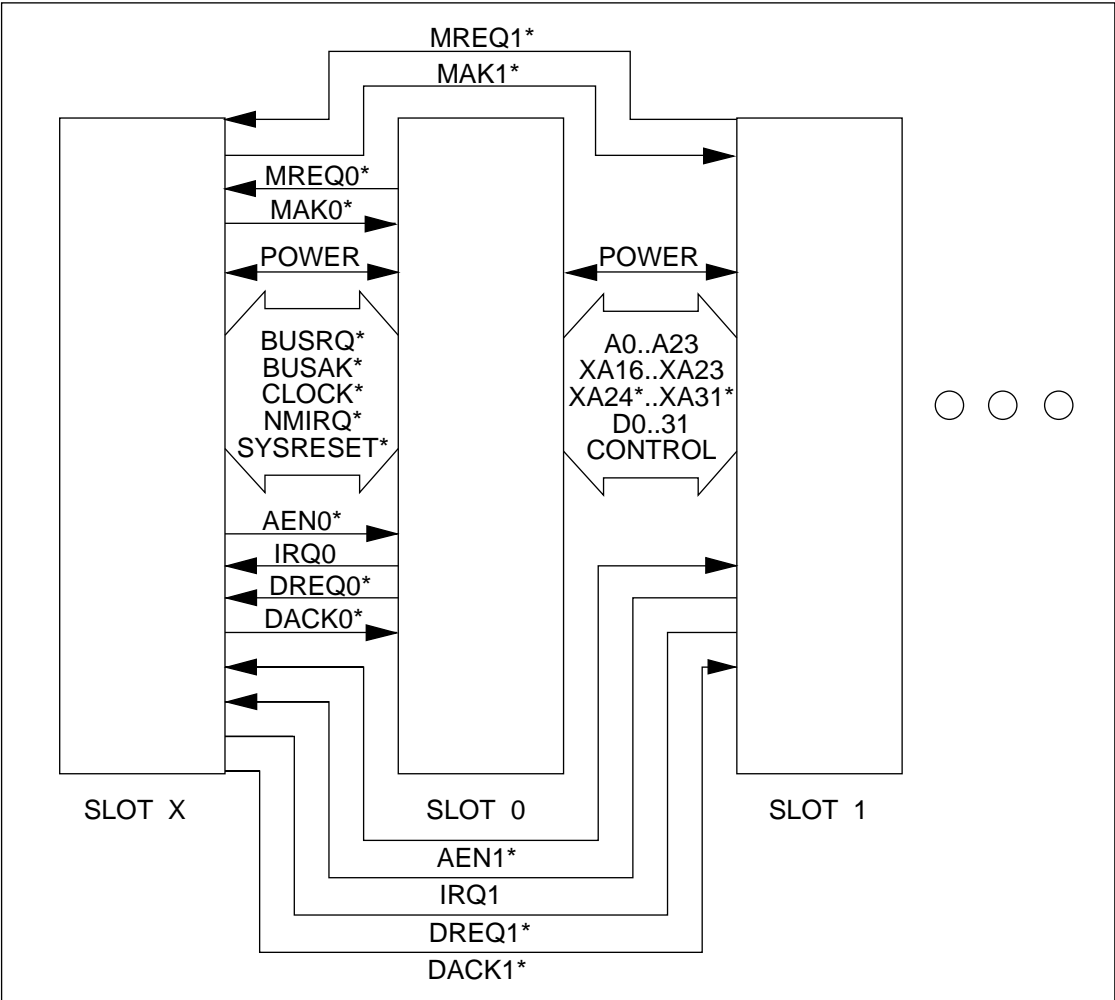 MREQ1*
MAK1*
MREQ0*
MAK0*
POWER
POWER
BUSRQ*
BUSAK*
CLOCK*
NMIRQ*
SYSRESET*
A0..A23
XA16..XA23
XA24*..XA31*
D0..31
CONTROL
AEN0*
IRQ0
DREQ0*
DACK0*
SLOT X
SLOT 0
SLOT 1
AEN1*
IRQ1
DREQ1*
DACK1*